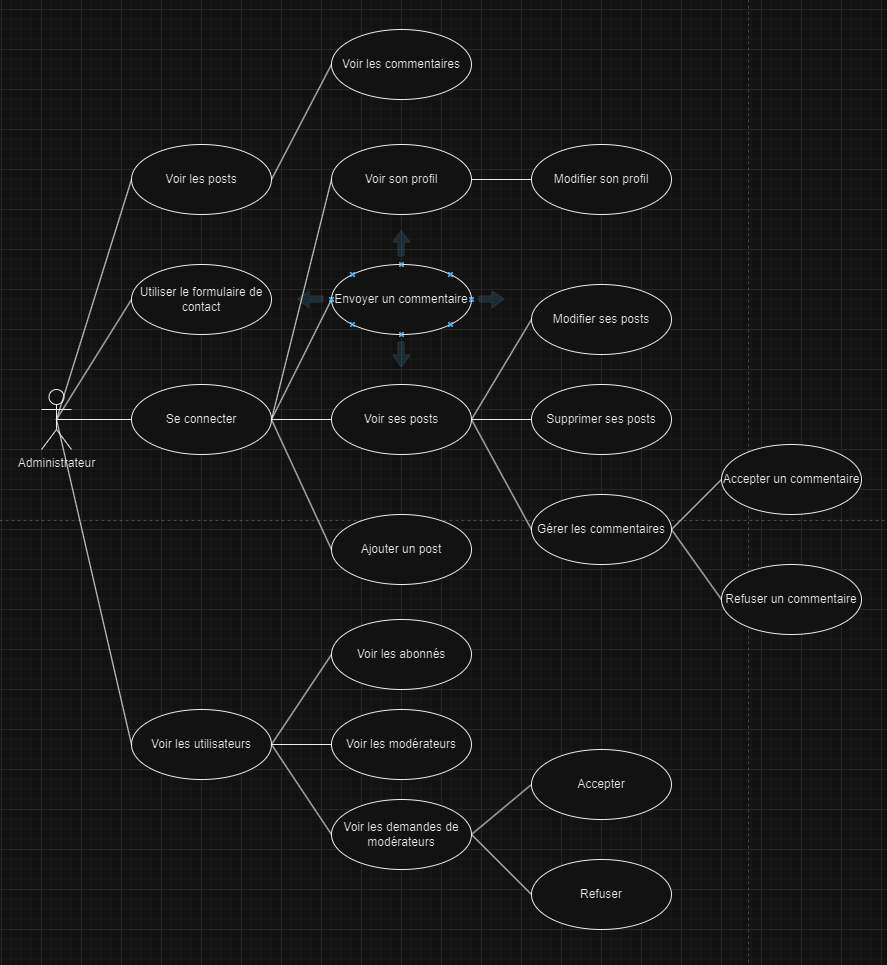 Voir les commentaires
Voir les posts
Voir son profil
Modifier son profil
Utiliser le formulaire de
contact
Envoyer un commentaire
Modifier ses posts
Se connecter
Voir ses posts
Supprimer ses posts
Administrateur
Accepter un commentaire
Gérer les commentaires
Ajouter un post
Refuser un commentaire
Voir les abonnés
Voir les utilisateurs
Voir les modérateurs
Accepter
Voir les demandes de
modérateurs
Refuser